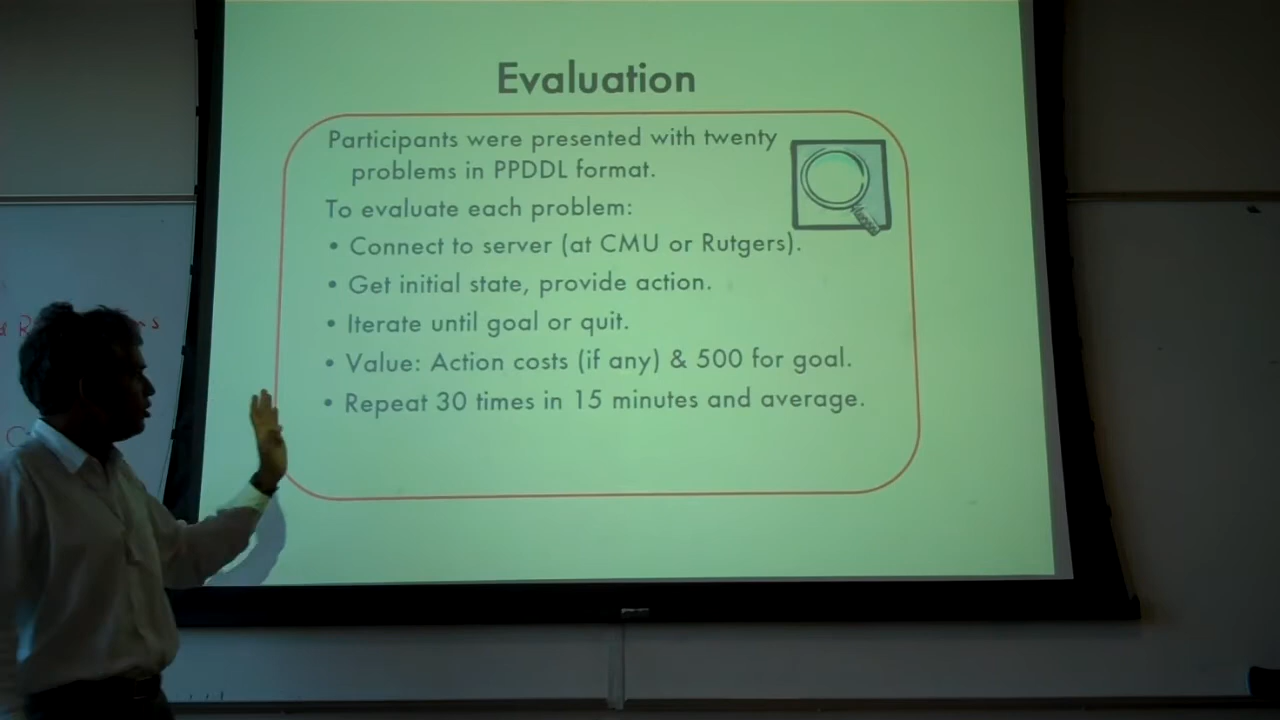 Evaluation
Participants were presented with twenty
problems in PPDDL format.
To evaluate each problem:
• Connect to server (at CMU or Rutgers).
• Get initial state, provide action.
• Iterate until goal or quit.
• Value: Action costs (if any) & 500 for goal.
• Repeat 30 times in 15 minutes and average.